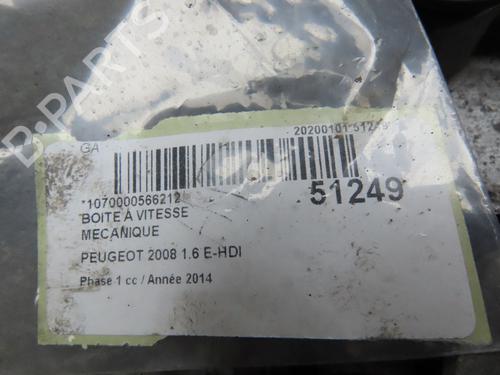 B-PARTS
GA
20200101 51249
*1070000566212
51249
BOITE À VITESSE
MECANIQUE
PEUGEOT 2008 1.6 E-HDI
Phase 1 cc / Année 2014